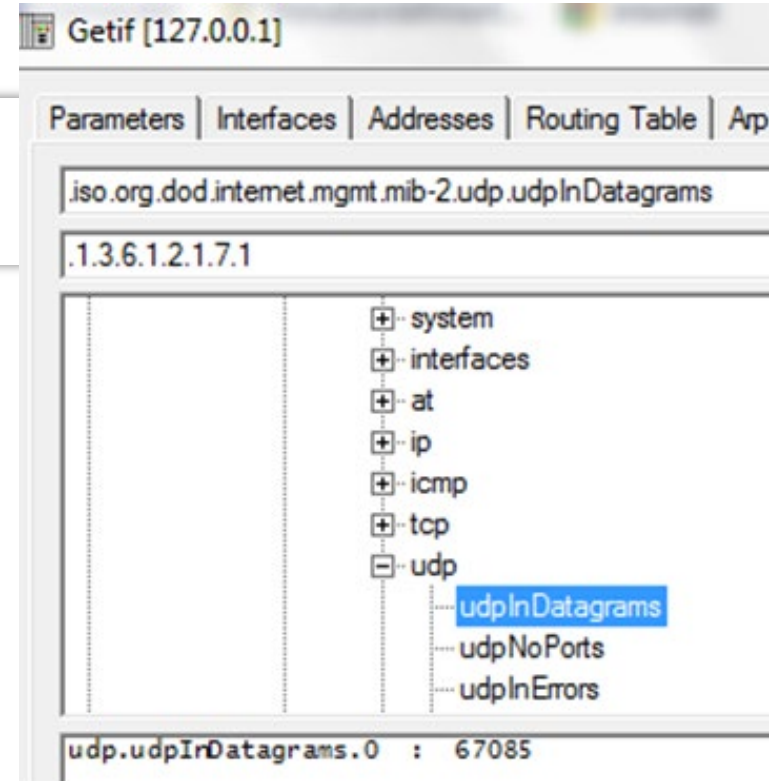 Getif [127.0.0.1]
Parameters Interfaces Addresses Routing Table Arp
.iso.org.dod.internet.mgmt.mib-2.udp.udpInDatagrams
.1.3.6.1.2.1.7.1
system
interfaces
at
ip
icmp
tcp
udp
udpInDatagrams
udpNoPorts
udpInErrors
udp.udpInDatagrams.0 : 67085